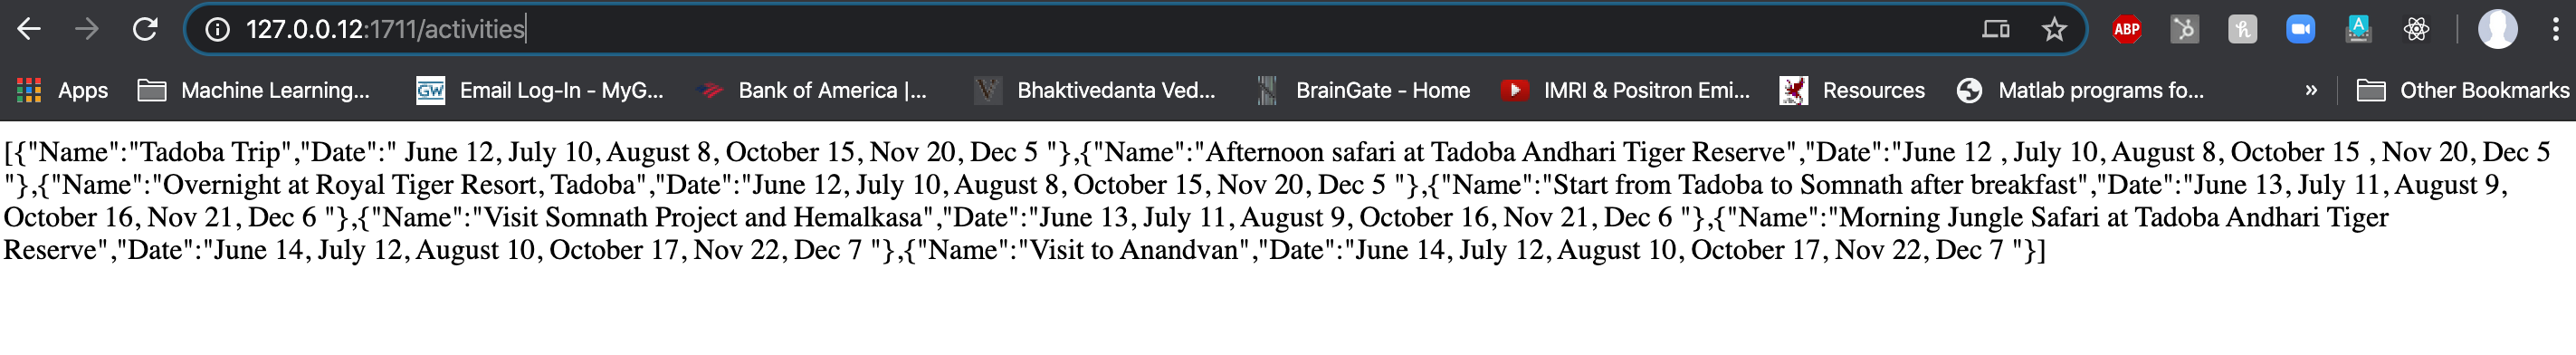 127.0.0.12:1711/activities
ABP
A
Apps Machine Learning... GW Email Log-In - MyG... Bank of America |... Bhaktivedanta Ved... BrainGate - Home IMRI & Positron Emi... Resources Matlab programs fo... » Other Bookmarks
[{"Name":"Tadoba Trip","Date":" June 12, July 10, August 8, October 15, Nov 20, Dec 5 "},{"Name":"Afternoon safari at Tadoba Andhari Tiger Reserve","Date":"June 12 , July 10, August 8, October 15 , Nov 20, Dec 5
"},{"Name":"Overnight at Royal Tiger Resort, Tadoba","Date":"June 12, July 10, August 8, October 15, Nov 20, Dec 5 "},{"Name":"Start from Tadoba to Somnath after breakfast","Date":"June 13, July 11, August 9,
October 16, Nov 21, Dec 6 "},{"Name":"Visit Somnath Project and Hemalkasa","Date":"June 13, July 11, August 9, October 16, Nov 21, Dec 6 "},{"Name":"Morning Jungle Safari at Tadoba Andhari Tiger
Reserve","Date":"June 14, July 12, August 10, October 17, Nov 22, Dec 7 "},{"Name":"Visit to Anandvan","Date":"June 14, July 12, August 10, October 17, Nov 22, Dec 7 "}]